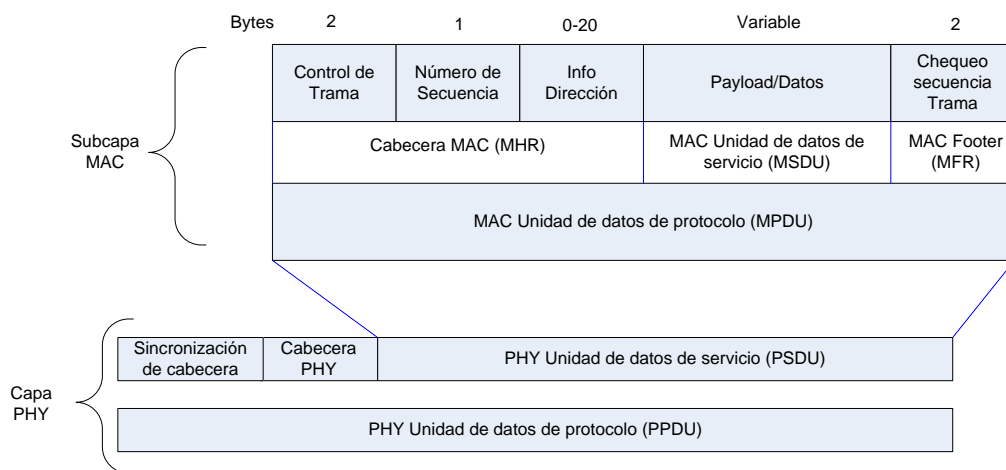 Bytes 2 1 0-20 Variable 2
Control de
Trama
Número de
Secuencia
Info
Dirección
Payload/Datos
Chequeo
secuencia
Trama
Subcapa
MAC
Cabecera MAC (MHR)
MAC Unidad de datos de
servicio (MSDU)
MAC Footer
(MFR)
MAC Unidad de datos de protocolo (MPDU)
Sincronización
de cabecera
Cabecera
PHY
PHY Unidad de datos de servicio (PSDU)
Capa
PHY
PHY Unidad de datos de protocolo (PPDU)